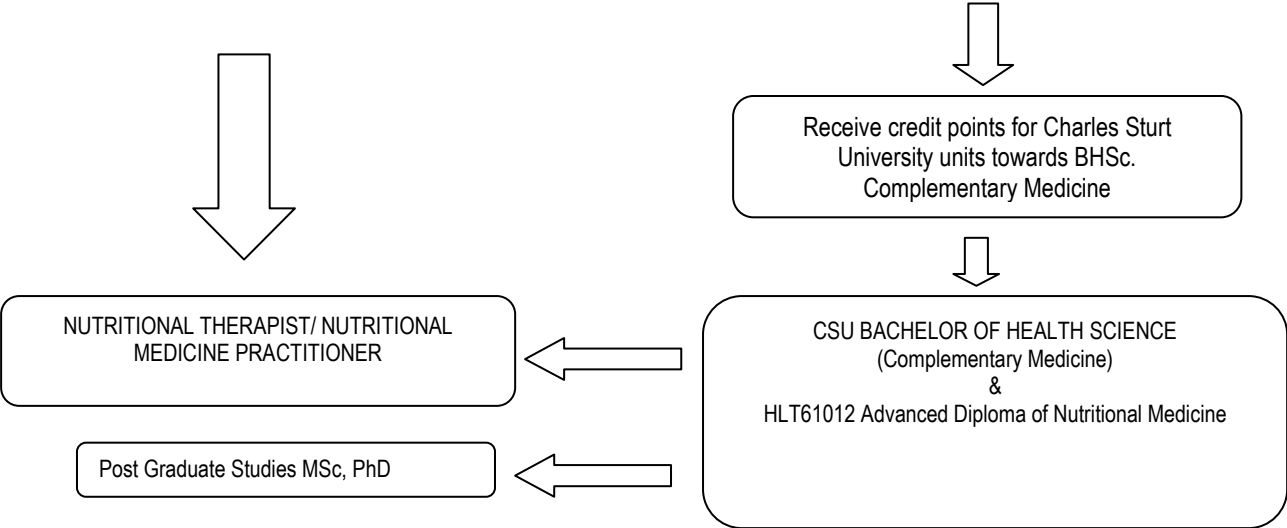 Receive credit points for Charles Sturt
University units towards BHSc.
Complementary Medicine
NUTRITIONAL THERAPIST/ NUTRITIONAL
MEDICINE PRACTITIONER
CSU BACHELOR OF HEALTH SCIENCE
(Complementary Medicine)
&
HLT61012 Advanced Diploma of Nutritional Medicine
Post Graduate Studies MSc, PhD